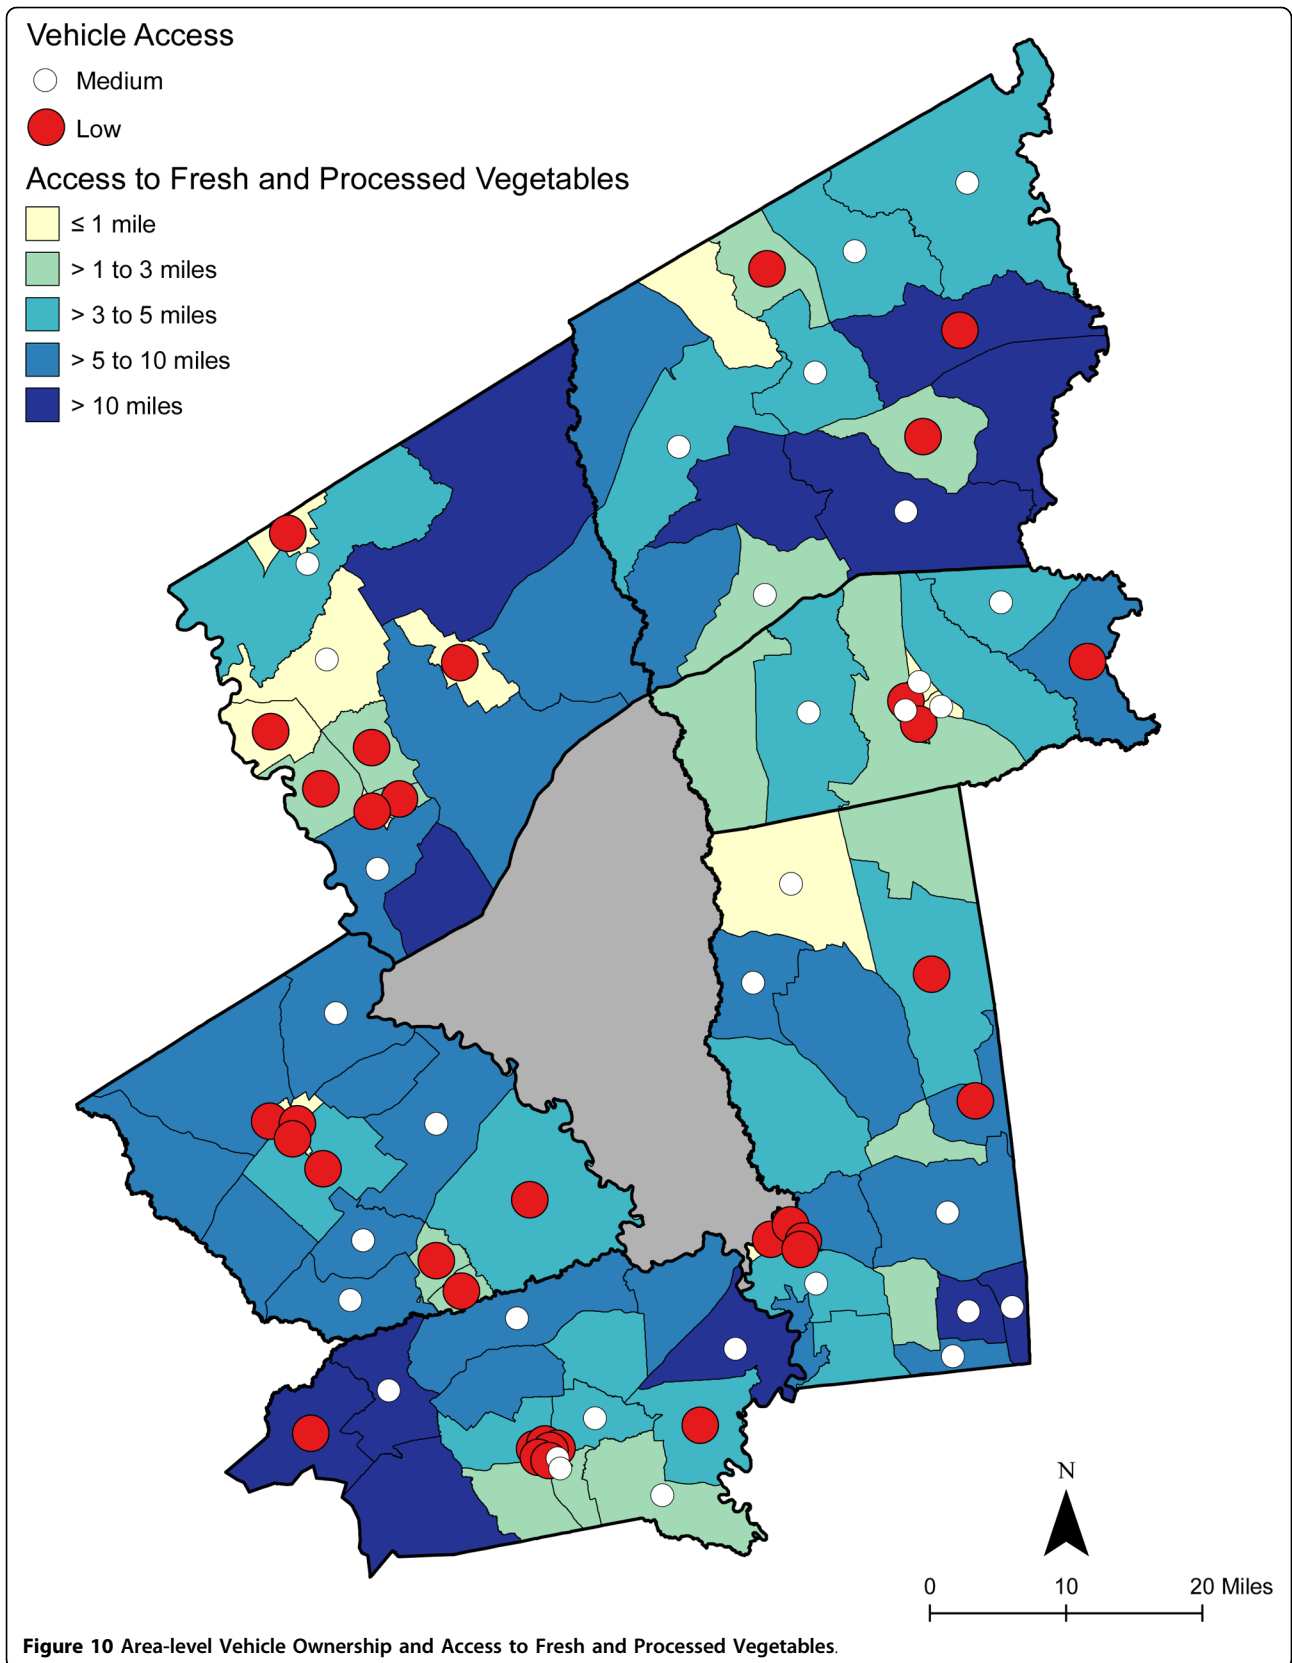 Vehicle Access
Medium
Low
Access to Fresh and Processed Vegetables
≤ 1 mile
> 1 to 3 miles
> 3 to 5 miles
> 5 to 10 miles
> 10 miles
N
0 10 20 Miles
Figure 10 Area-level Vehicle Ownership and Access to Fresh and Processed Vegetables.